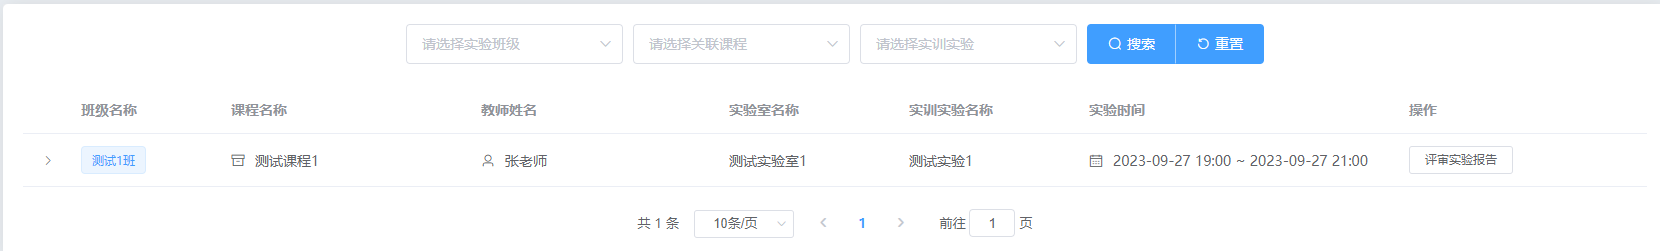 请选择实验班级 请选择关联课程 请选择实训实验 搜索 重置
班级名称 课程名称 教师姓名 实验室名称 实训实验名称 实验时间 操作
测试1班 测试课程1 张老师 测试实验室1 测试实验1 2023-09-27 19:00 ~ 2023-09-27 21:00 评审实验报告
共 1 条 10条/页 1 前往 1 页